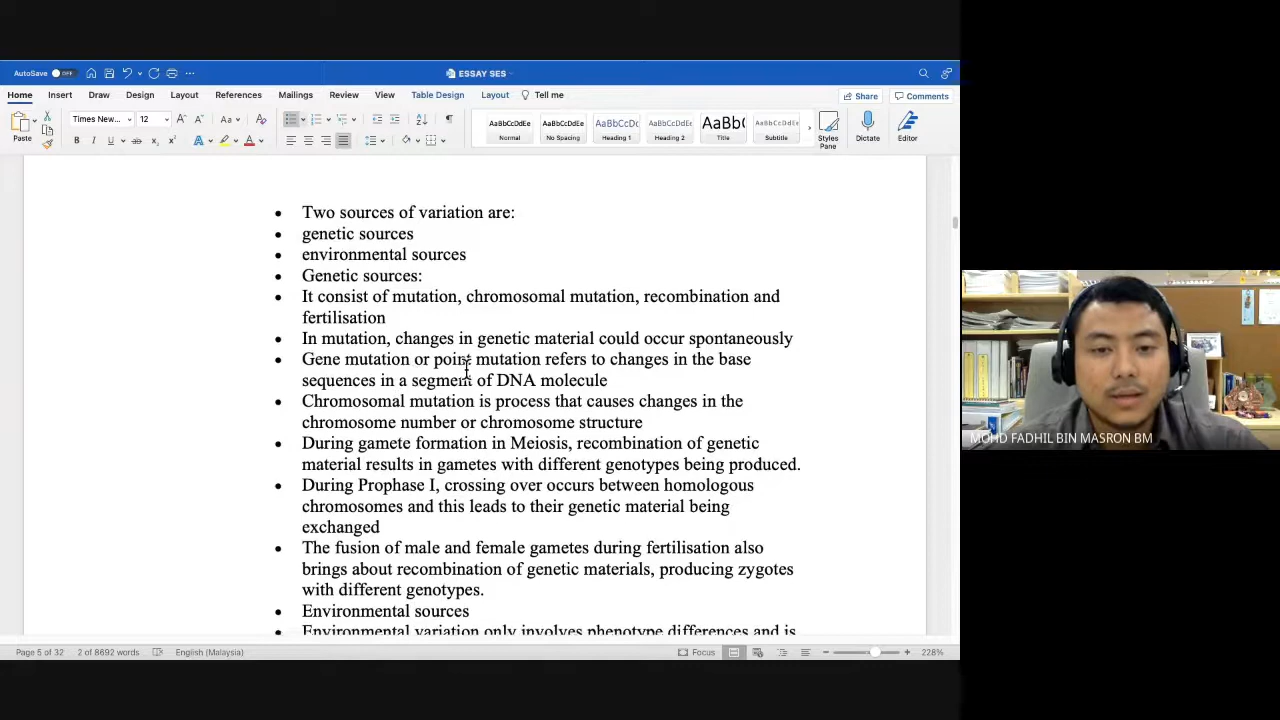 AutoSave OFF ESSAY SES
Home Insert Draw Design Layout References Mailings Review View Table Design Layout Tell me Share Comments
Paste Times New... 12 Aa AaBbCcDdEe Normal AaBbCcDdEe No Spacing AaBbCcDc Heading 1 AaBbCcDdEe Heading 2 AaBb( Title AaBbCcDdEe Subtitle Styles Pane Dictate Editor
• Two sources of variation are:
• genetic sources
• environmental sources
• Genetic sources:
• It consist of mutation, chromosomal mutation, recombination and
fertilisation
• In mutation, changes in genetic material could occur spontaneously
• Gene mutation or point mutation refers to changes in the base
sequences in a segment of DNA molecule
• Chromosomal mutation is process that causes changes in the
chromosome number or chromosome structure
• During gamete formation in Meiosis, recombination of genetic
material results in gametes with different genotypes being produced.
• During Prophase I, crossing over occurs between homologous
chromosomes and this leads to their genetic material being
exchanged
• The fusion of male and female gametes during fertilisation also
brings about recombination of genetic materials, producing zygotes
with different genotypes.
• Environmental sources
• Environmental variation only involves phenotype differences and is
Page 5 of 32 2 of 8692 words English (Malaysia) Focus 228%
MOHD FADHIL BIN MASRON BM